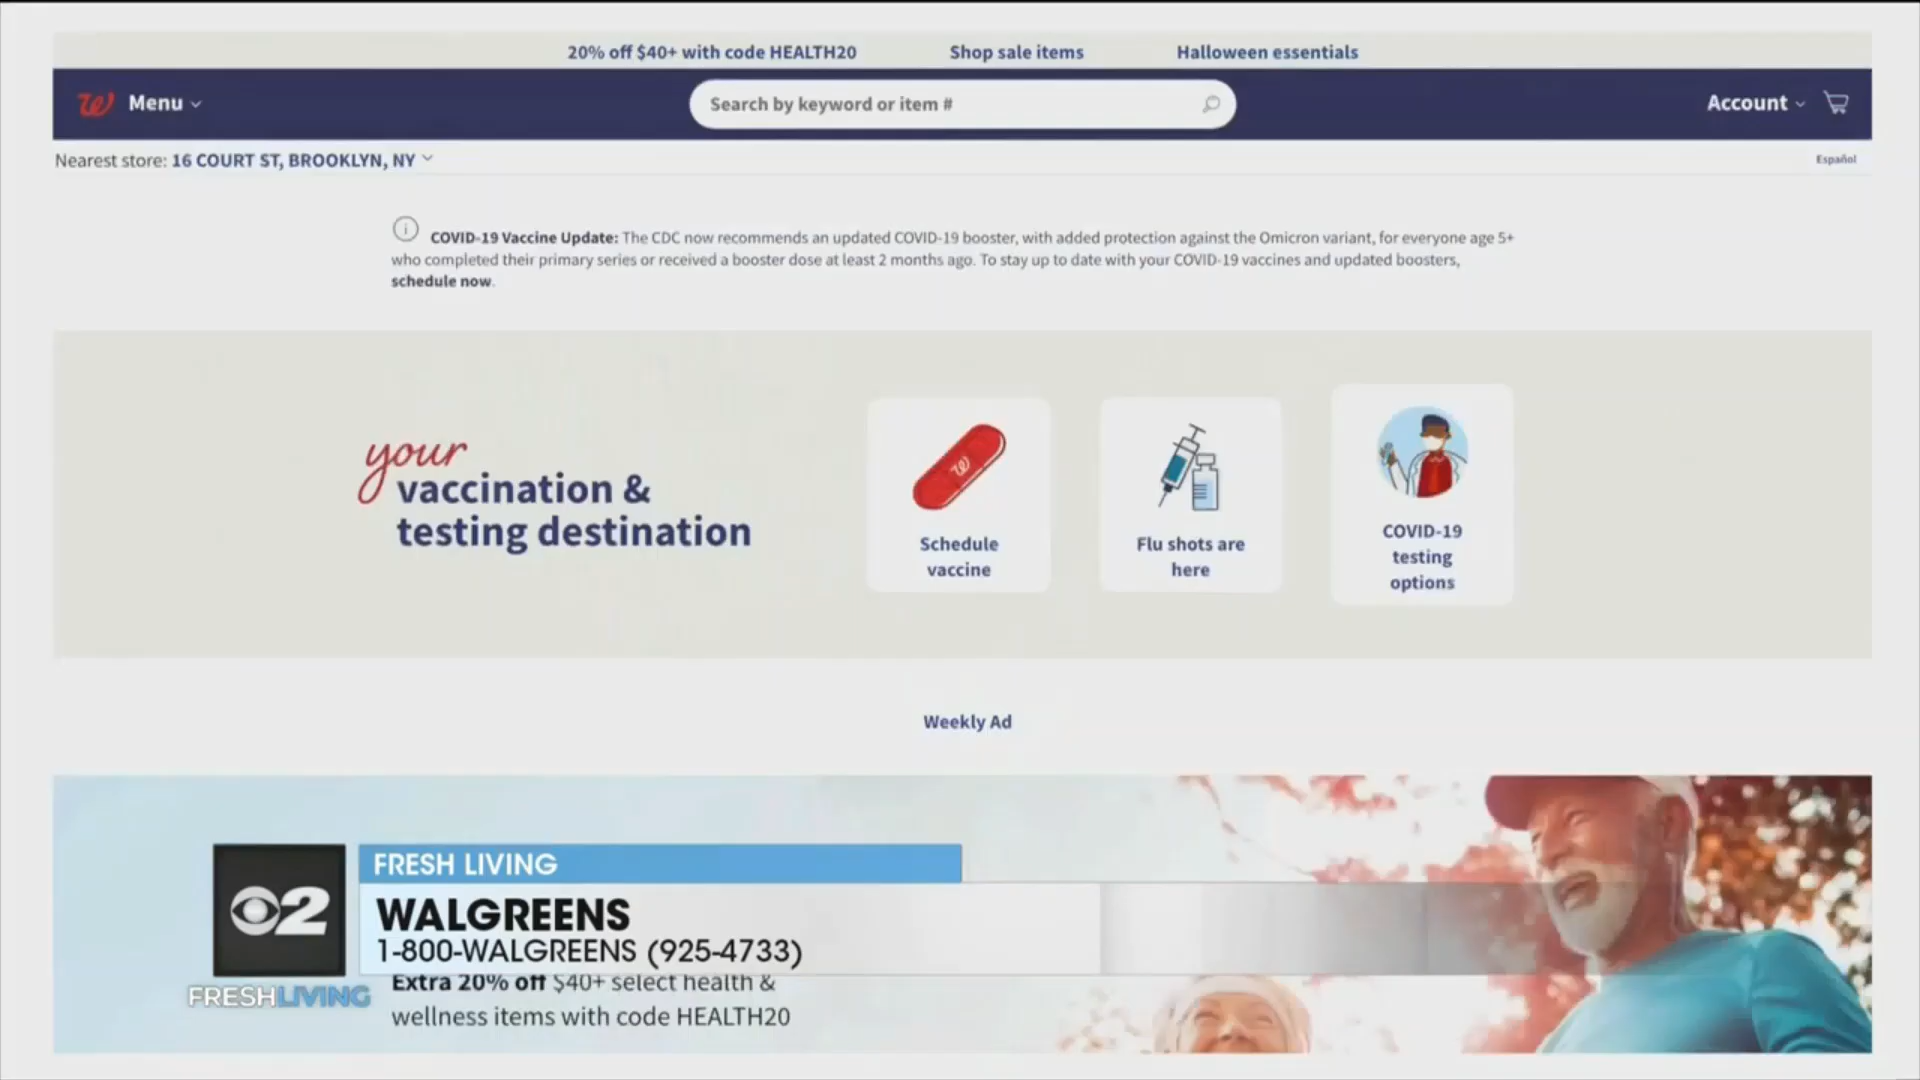 20% off $40+ with code HEALTH20 Shop sale items Halloween essentials
W Menu Search by keyword or item # Account
Nearest store: 16 COURT ST, BROOKLYN, NY Español
COVID-19 Vaccine Update: The CDC now recommends an updated COVID-19 booster, with added protection against the Omicron variant, for everyone age 5+
who completed their primary series or received a booster dose at least 2 months ago. To stay up to date with your COVID-19 vaccines and updated boosters,
schedule now.
your
vaccination &
testing destination
W
Schedule
vaccine
Flu shots are
here
COVID-19
testing
options
Weekly Ad
FRESH LIVING
2
WALGREENS
1-800-WALGREENS (925-4733)
Extra 20% off $40+ select health &
FRESHLIVING
wellness items with code HEALTH20